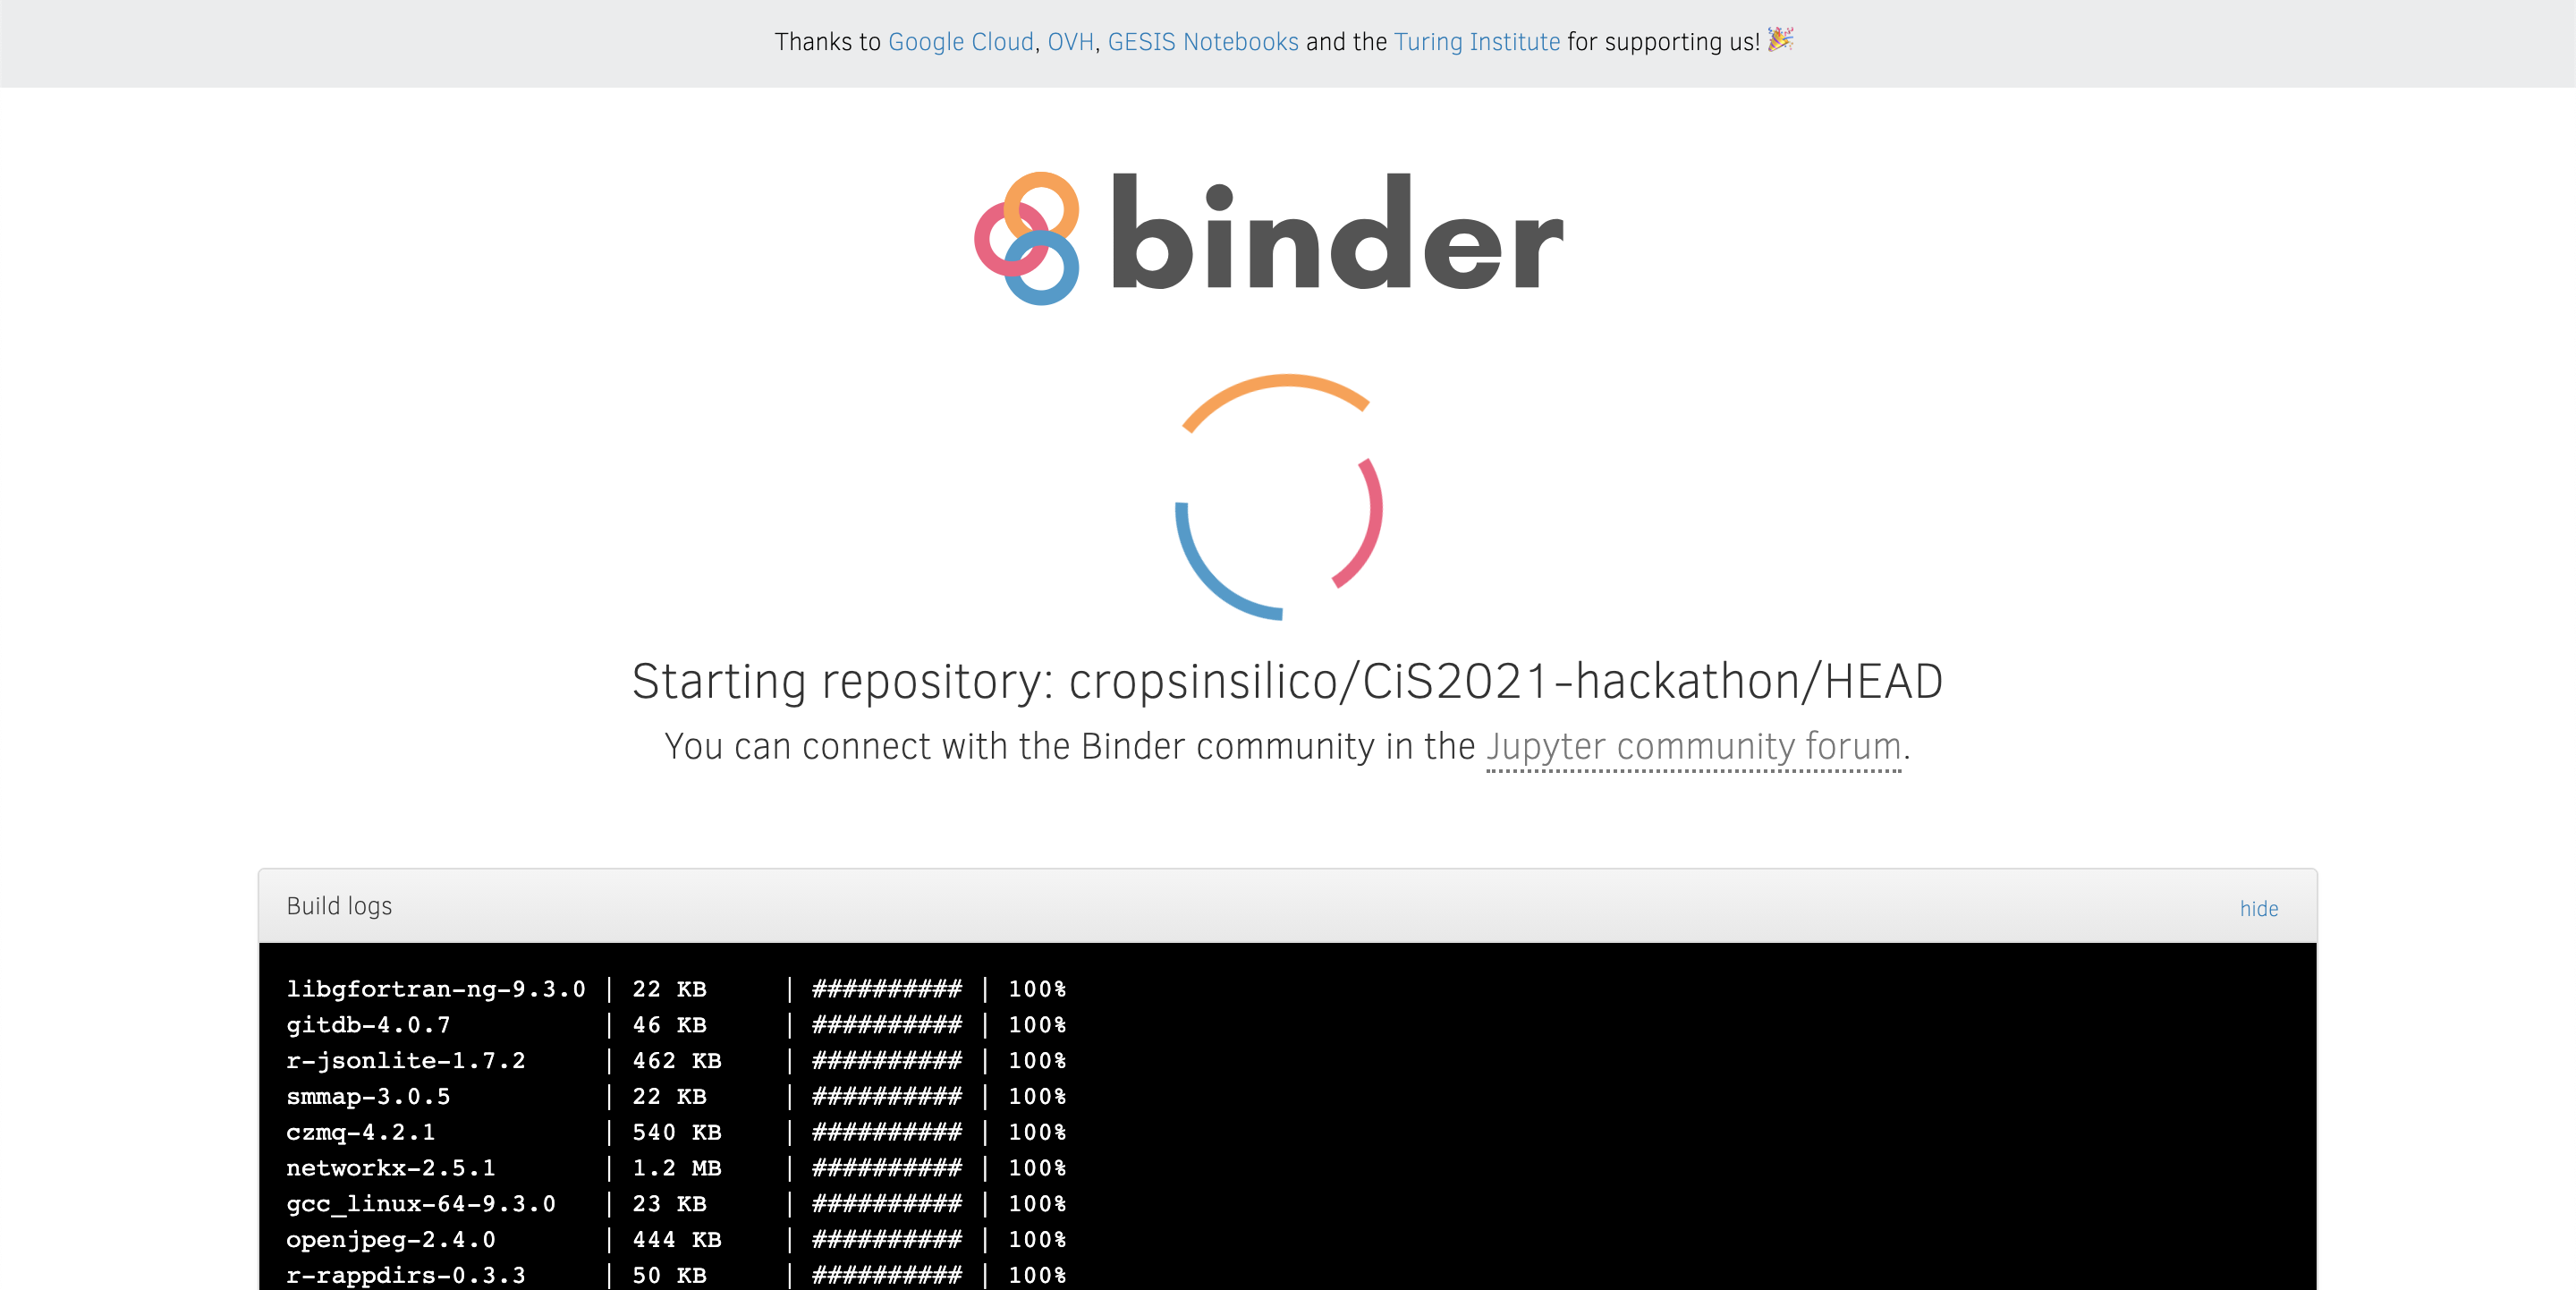 Thanks to Google Cloud, OVH, GESIS Notebooks and the Turing Institute for supporting us! 🎉
binder
Starting repository: cropsinsilico/CiS2021-hackathon/HEAD
You can connect with the Binder community in the Jupyter community forum.
Build logs hide
libgfortran-ng-9.3.0 | 22 KB     | ########## | 100%
gitdb-4.0.7          | 46 KB     | ########## | 100%
r-jsonlite-1.7.2     | 462 KB    | ########## | 100%
smmap-3.0.5          | 22 KB     | ########## | 100%
czmq-4.2.1           | 540 KB    | ########## | 100%
networkx-2.5.1       | 1.2 MB    | ########## | 100%
gcc_linux-64-9.3.0   | 23 KB     | ########## | 100%
openjpeg-2.4.0       | 444 KB    | ########## | 100%
r-rappdirs-0.3.3     | 50 KB     | ########## | 100%